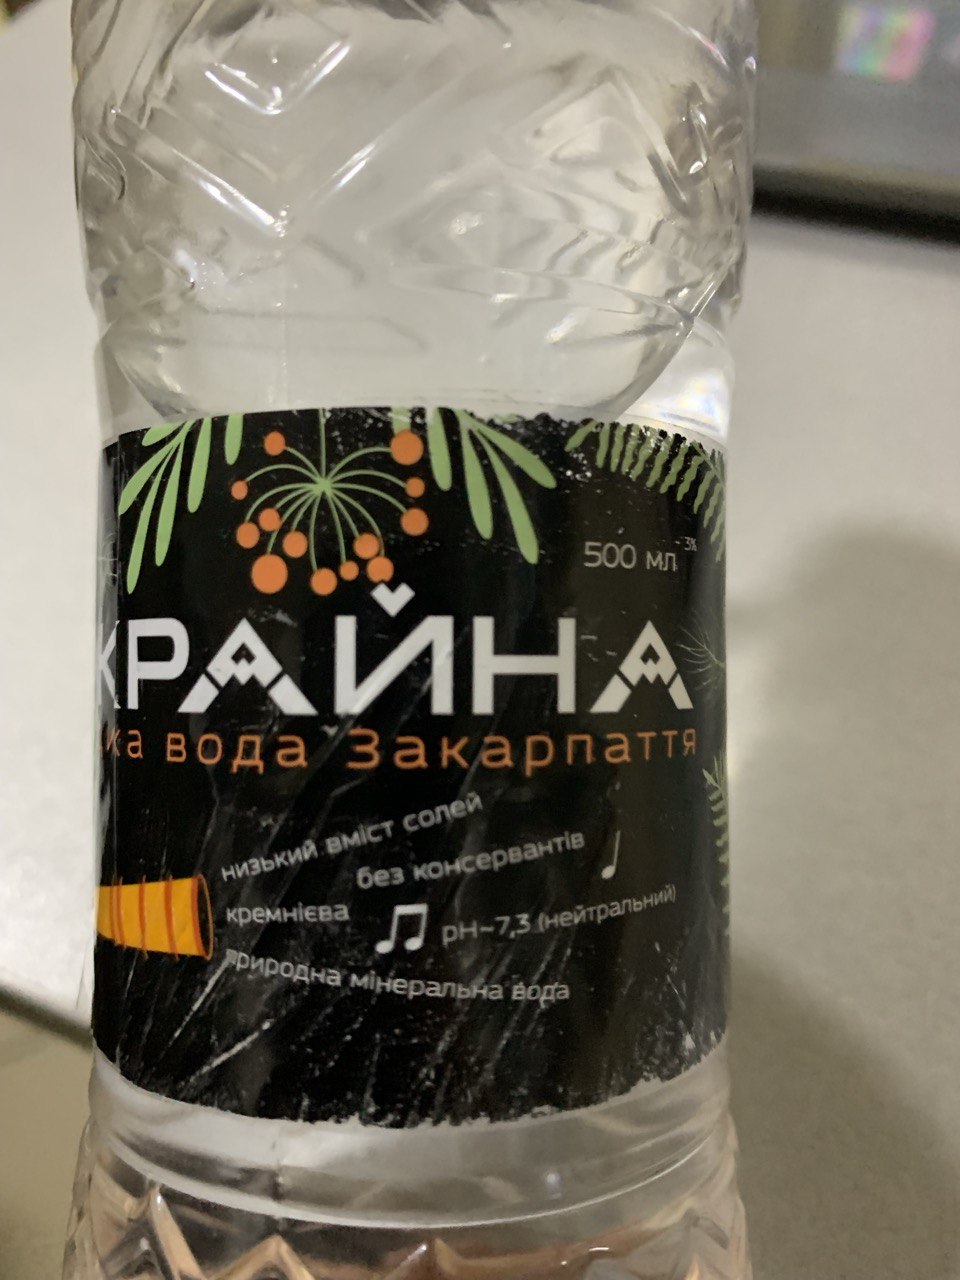 500 мл -3%
КРАЙНА
ка вода Закарпаття
низький вміст солей
без консервантів
кремнієва
pH~7,3 (нейтральний)
природна мінеральна вода